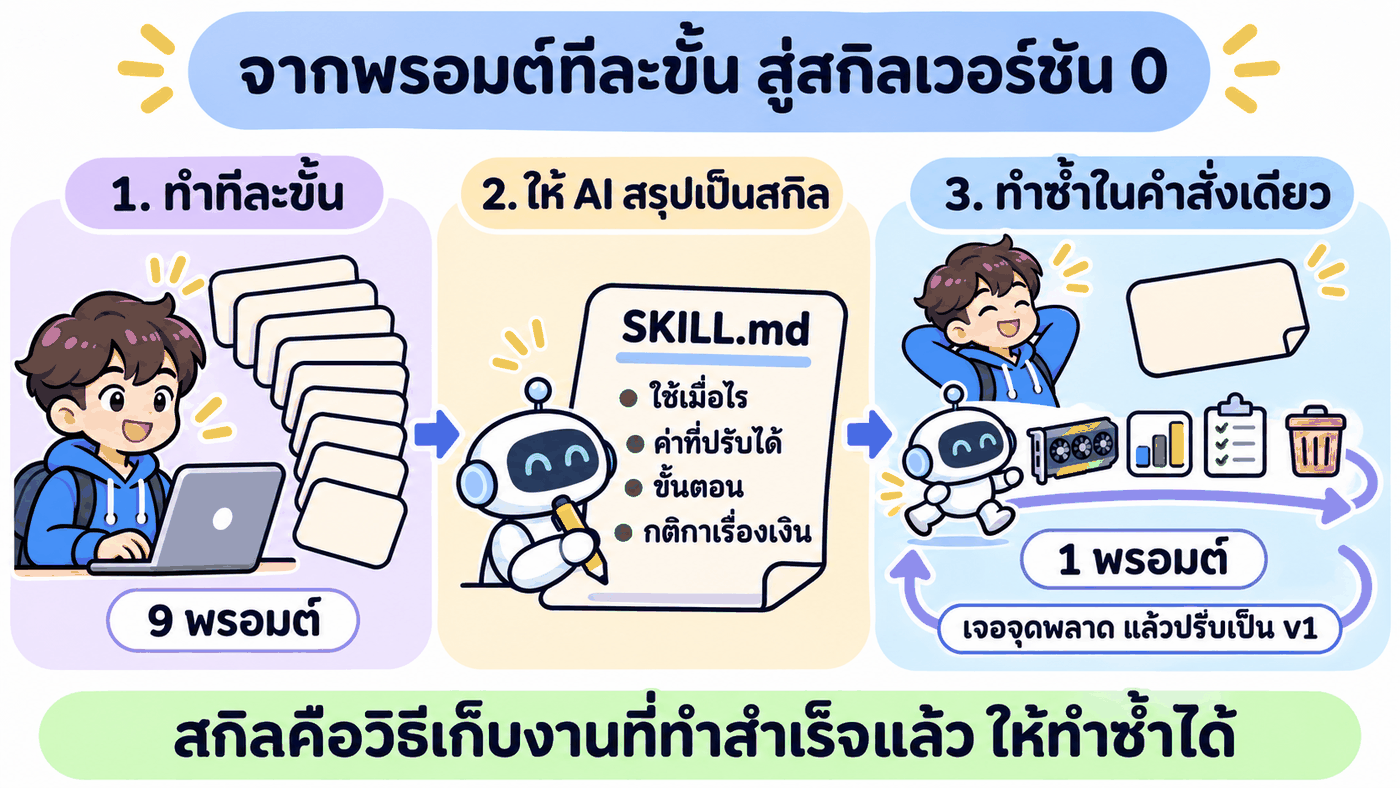 จากพรอมต์ทีละขั้น สู่สกิลเวอร์ชัน 0
1. ทำทีละขั้น
9 พรอมต์
2. ให้ AI สรุปเป็นสกิล
SKILL.md
ใช้เมื่อไร
ค่าที่ปรับได้
ขั้นตอน
กติกาเรื่องเงิน
3. ทำซ้ำในคำสั่งเดียว
1 พรอมต์
เจอจุดพลาด แล้วปรับเป็น v1
สกิลคือวิธีเก็บงานที่ทำสำเร็จแล้ว ให้ทำซ้ำได้